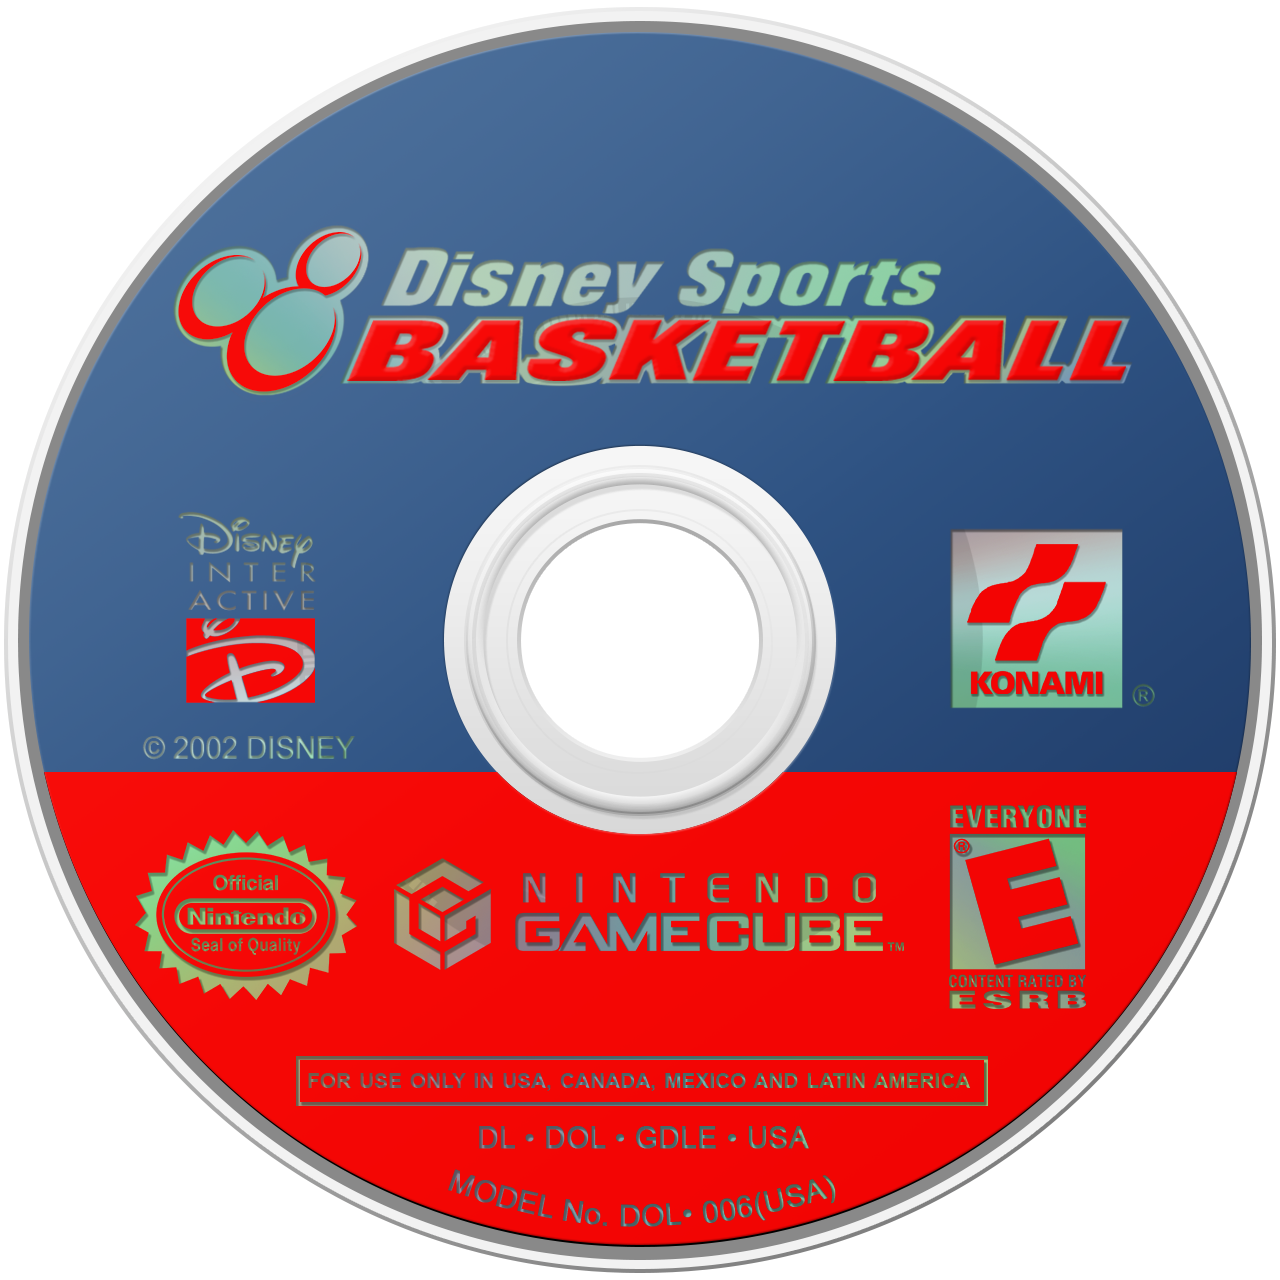 Disney Sports
BASKETBALL
Disney
INTER
ACTIVE
D
© 2002 DISNEY
KONAMI ®
EVERYONE
®
E
CONTENT RATED BY
ESRB
Official
Nintendo
Seal of Quality
NINTENDO
GAMECUBE™
FOR USE ONLY IN USA, CANADA, MEXICO AND LATIN AMERICA
DL • DOL • GDLE • USA
MODEL No. DOL• 006(USA)